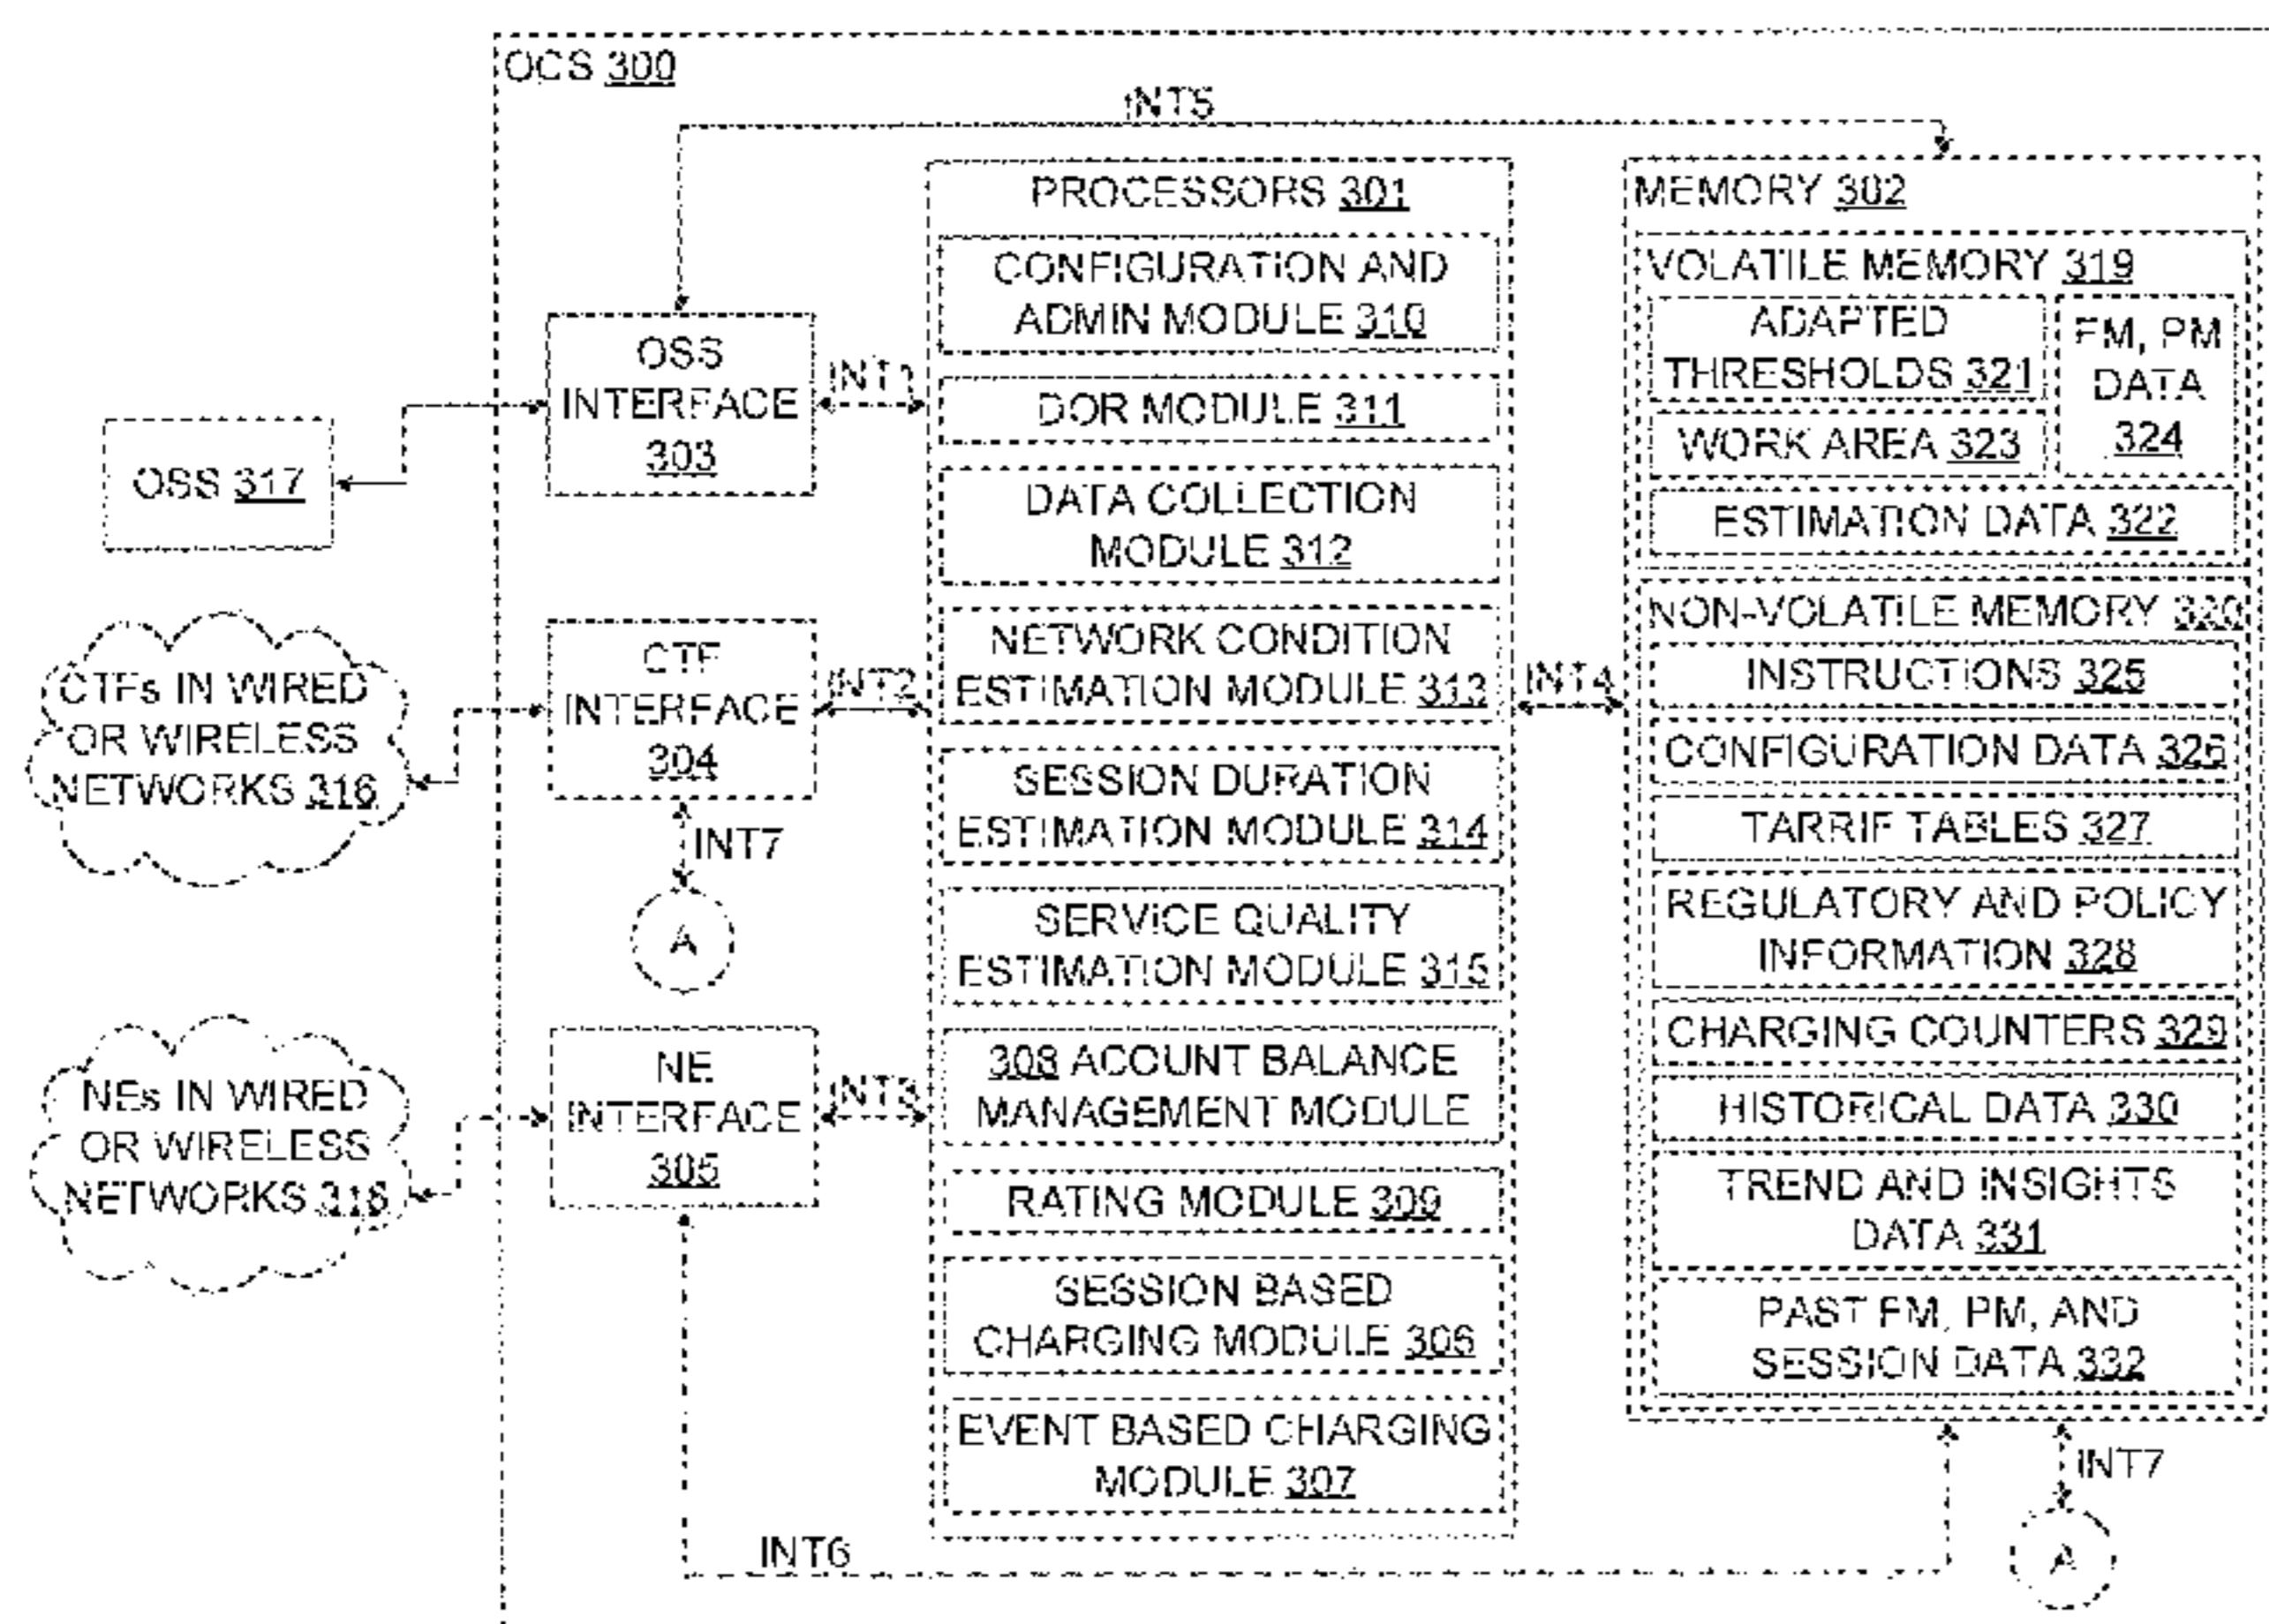 OCS 300
INT5
OSS 317
CTFs IN WIRED
OR WIRELESS
NETWORKS 316
NEs IN WIRED
OR WIRELESS
NETWORKS 316
OSS
INTERFACE
303
INT1
CTF
INTERFACE
304
INT2
INT7
A
NE
INTERFACE
305
INT3
INT6
PROCESSORS 301
CONFIGURATION AND
ADMIN MODULE 310
DOR MODULE 311
DATA COLLECTION
MODULE 312
NETWORK CONDITION
ESTIMATION MODULE 313
SESSION DURATION
ESTIMATION MODULE 314
SERVICE QUALITY
ESTIMATION MODULE 315
308 ACCOUNT BALANCE
MANAGEMENT MODULE
RATING MODULE 309
SESSION BASED
CHARGING MODULE 306
EVENT BASED CHARGING
MODULE 307
INT4
MEMORY 302
VOLATILE MEMORY 319
ADAPTED
THRESHOLDS 321
FM, PM
DATA
324
WORK AREA 323
ESTIMATION DATA 322
NON-VOLATILE MEMORY 320
INSTRUCTIONS 325
CONFIGURATION DATA 326
TARRIF TABLES 327
REGULATORY AND POLICY
INFORMATION 328
CHARGING COUNTERS 329
HISTORICAL DATA 330
TREND AND INSIGHTS
DATA 331
PAST FM, PM, AND
SESSION DATA 332
INT7
A